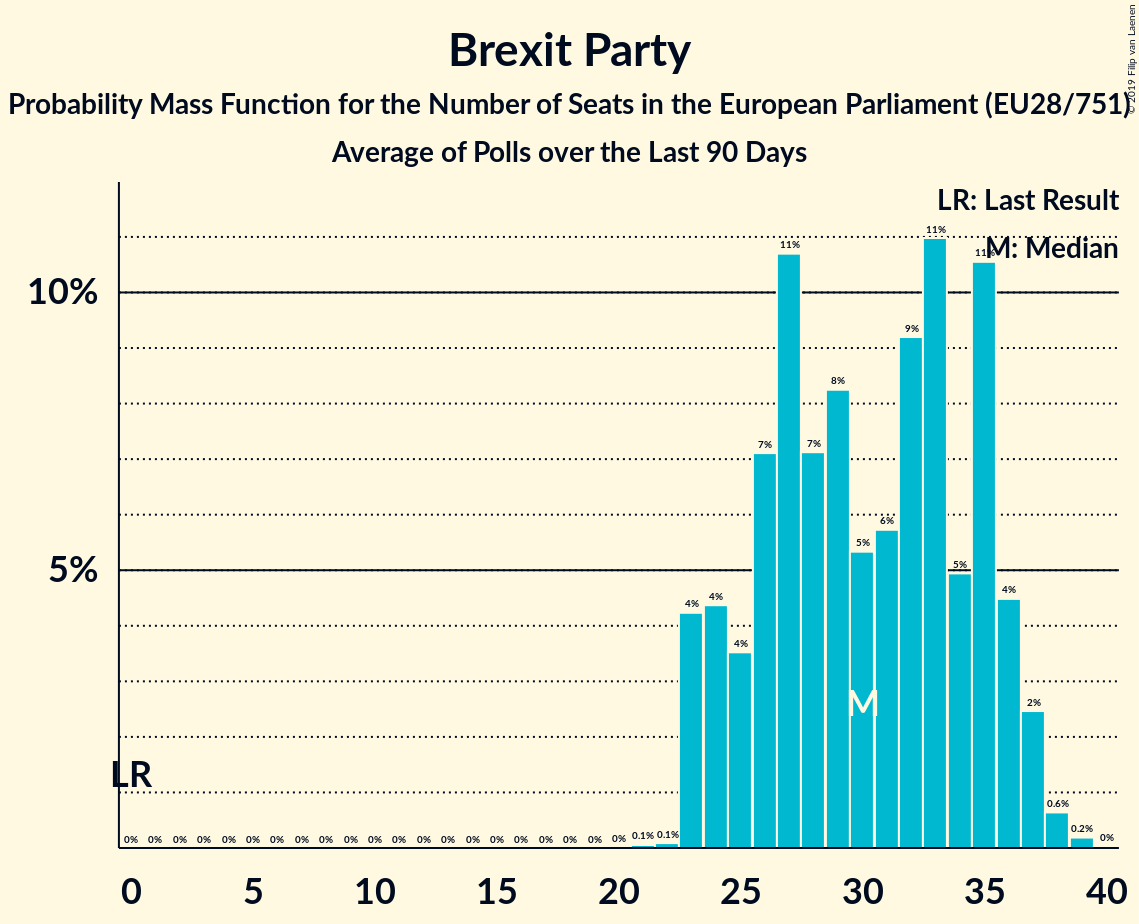 Brexit Party
Probability Mass Function for the Number of Seats in the European Parliament (EU28/751)
Average of Polls over the Last 90 Days
© 2019 Filip van Laenen
LR: Last Result
M: Median
10%
5%
LR
M
0% 0% 0% 0% 0% 0% 0% 0% 0% 0% 0% 0% 0% 0% 0% 0% 0% 0% 0% 0% 0% 0.1% 0.1% 4% 4% 4% 7% 11% 7% 8% 5% 6% 9% 11% 5% 11% 4% 2% 0.6% 0.2% 0%
0 5 10 15 20 25 30 35 40